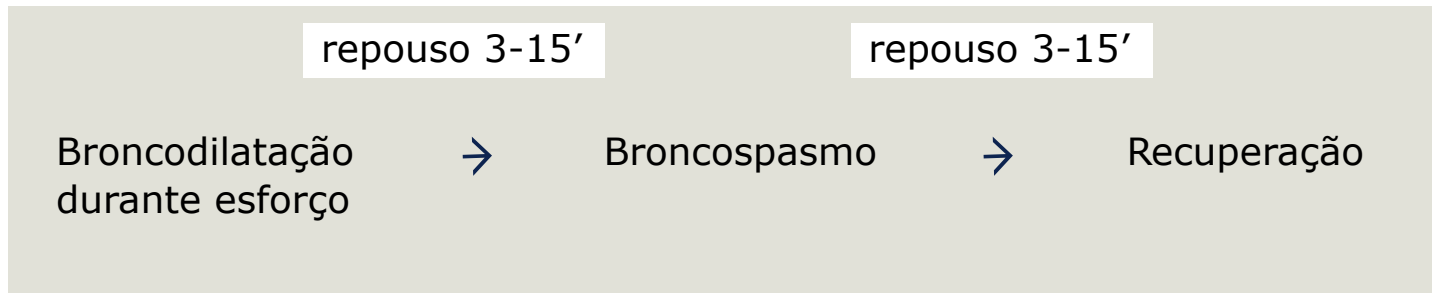 repouso 3-15’ repouso 3-15’
Broncodilatação → Broncospasmo → Recuperação
durante esforço